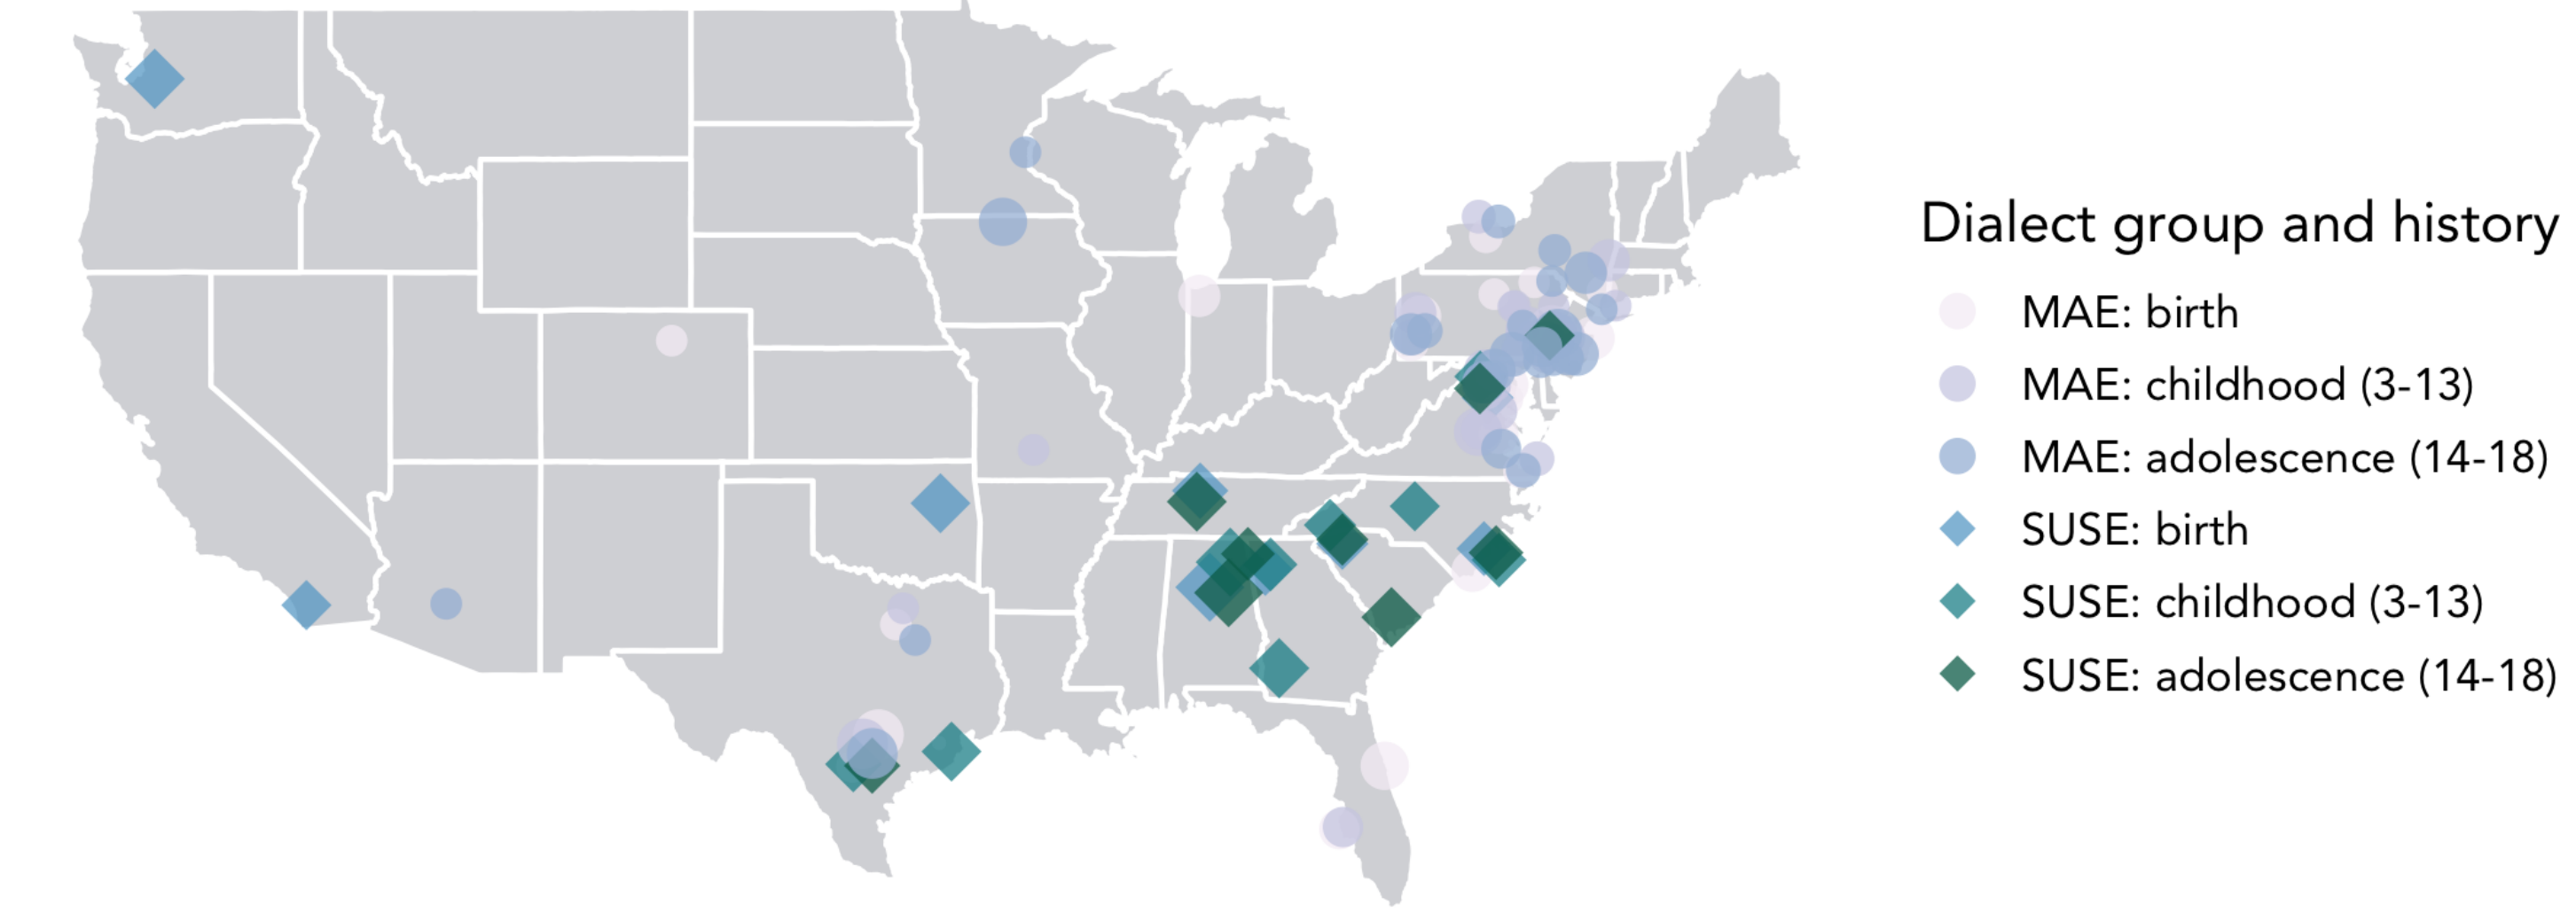 Dialect group and history
MAE: birth
MAE: childhood (3-13)
MAE: adolescence (14-18)
SUSE: birth
SUSE: childhood (3-13)
SUSE: adolescence (14-18)